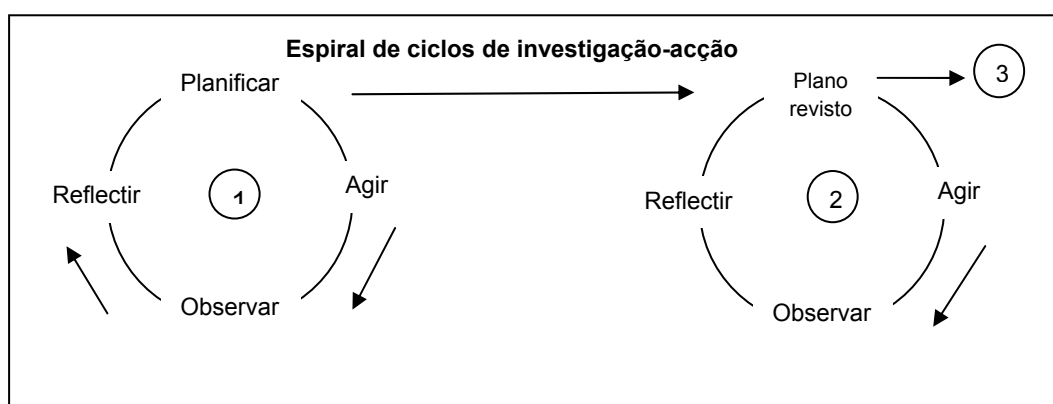 Espiral de ciclos de investigação-acção
Planificar
Reflectir
1
Agir
Observar
Plano
revisto
3
Reflectir
2
Agir
Observar